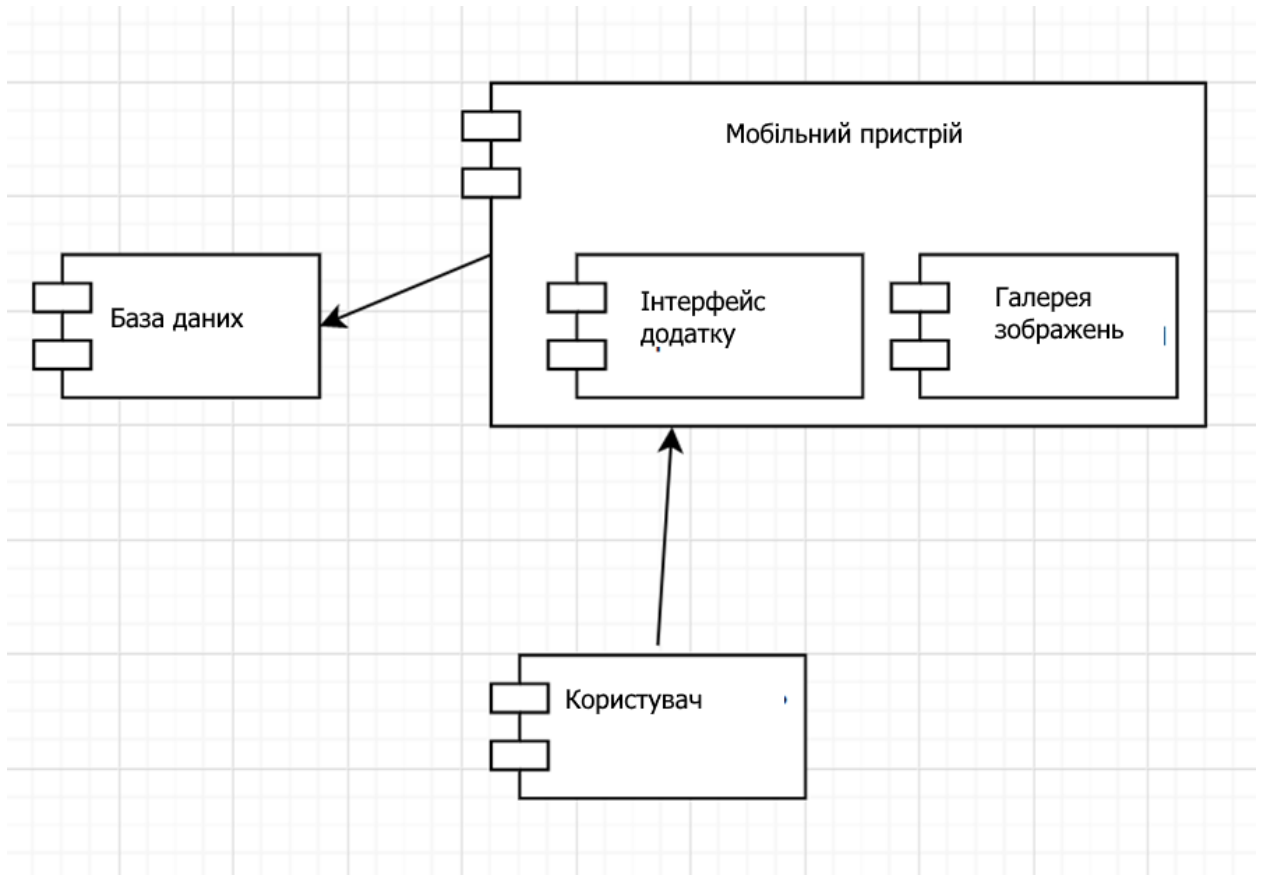 Мобільний пристрій
База даних
Інтерфейс
додатку
Галерея
зображень
Користувач